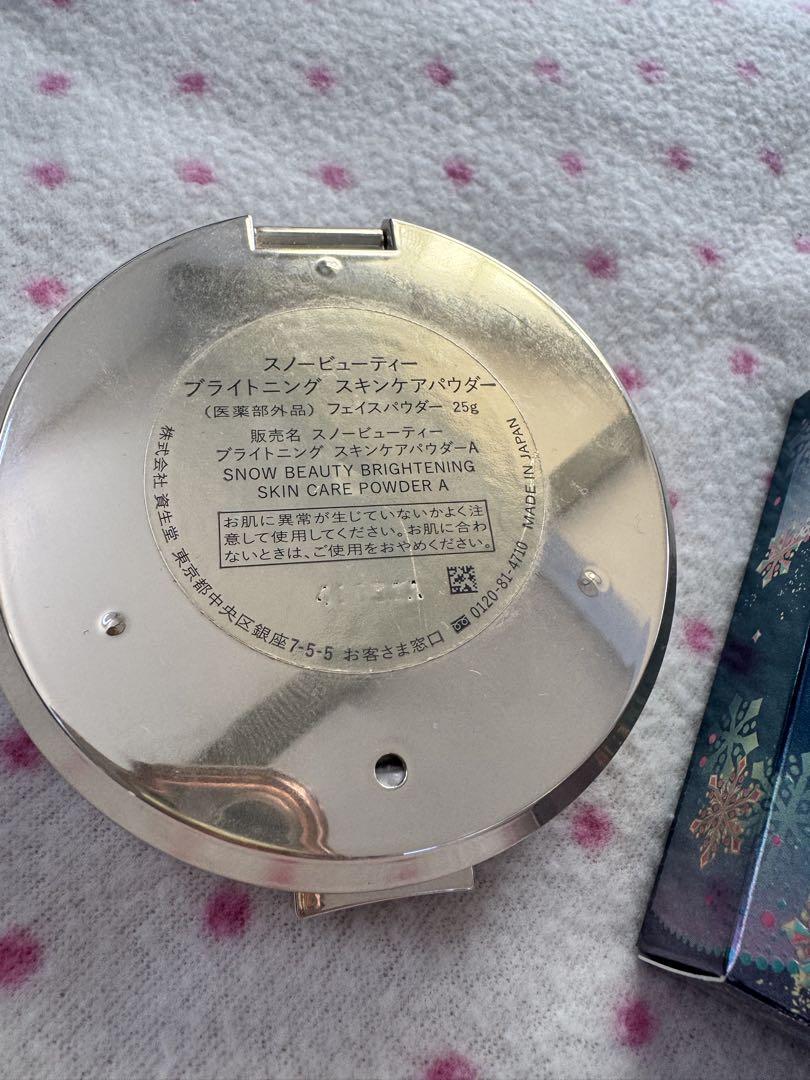 スノービューティー
ブライトニング スキンケアパウダー
(医薬部外品) フェイスパウダー 25g
販売名 スノービューティー
ブライトニング スキンケアパウダーA
SNOW BEAUTY BRIGHTENING
SKIN CARE POWDER A
お肌に異常が生じていないかよく注
意して使用してください。お肌に合わ
ないときは、ご使用をおやめください。
株式会社 資生堂 東京都中央区銀座7-5-5 お客さま窓口 0120-81-4710 MADE IN JAPAN